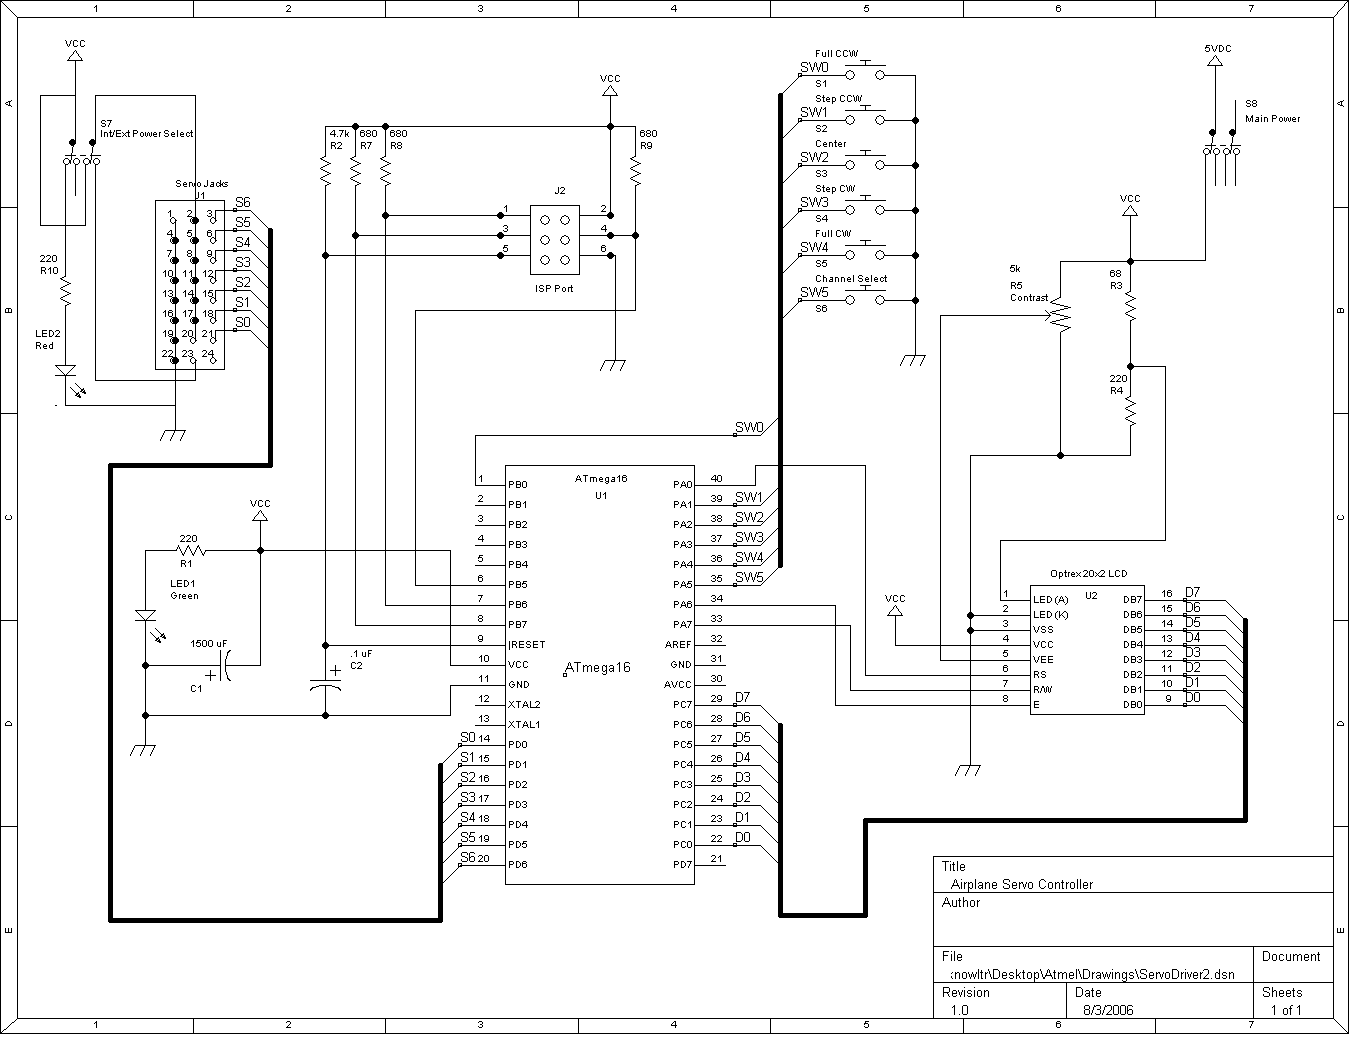 1 2 3 4 5 6 7
A
B
C
D
E
VCC
S7
Int/Ext Power Select
Servo Jacks
J1
1 2 3 S6
4 5 6 S5
7 8 9 S4
10 11 12 S3
13 14 15 S2
16 17 18 S1
19 20 21 S0
22 23 24
220
R10
LED2
Red
VCC
4.7k 680 680 680
R2 R7 R8 R9
J2
1 2
3 4
5 6
ISP Port
Full CCW
SW0
S1
Step CCW
SW1
S2
Center
SW2
S3
Step CW
SW3
S4
Full CW
SW4
S5
Channel Select
SW5
S6
5VDC
S8
Main Power
VCC
5k
R5
Contrast
68
R3
220
R4
VCC
220
R1
LED1
Green
1500 uF
C1
.1 uF
C2
SW0
ATmega16
U1
ATmega16
1 PB0 PA0 40
2 PB1 PA1 39 SW1
3 PB2 PA2 38 SW2
4 PB3 PA3 37 SW3
5 PB4 PA4 36 SW4
6 PB5 PA5 35 SW5
7 PB6 PA6 34
8 PB7 PA7 33
9 |RESET AREF 32
10 VCC GND 31
11 GND AVCC 30
12 XTAL2 PC7 29 D7
13 XTAL1 PC6 28 D6
S0 14 PD0 PC5 27 D5
S1 15 PD1 PC4 26 D4
S2 16 PD2 PC3 25 D3
S3 17 PD3 PC2 24 D2
S4 18 PD4 PC1 23 D1
S5 19 PD5 PC0 22 D0
S6 20 PD6 PD7 21
VCC
Optrex 20x2 LCD
U2
1 LED(A) DB7 16 D7
2 LED(K) DB6 15 D6
3 VSS DB5 14 D5
4 VCC DB4 13 D4
5 VEE DB3 12 D3
6 RS DB2 11 D2
7 R/W DB1 10 D1
8 E DB0 9 D0
Title
Airplane Servo Controller
Author
File Document
nowltr\Desktop\Atmel\Drawings\ServoDriver2.dsn
Revision Date Sheets
1.0 8/3/2006 1 of 1
A
B
C
D
E
1 2 3 4 5 6 7